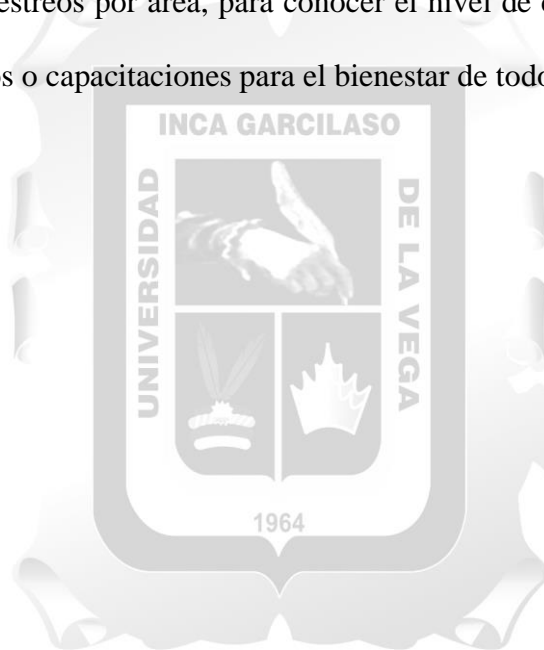 estreos por área, para conocer el nivel de
os o capacitaciones para el bienestar de todo
INCA GARCILASO
UNIVERSIDAD
DE LA VEGA
1964